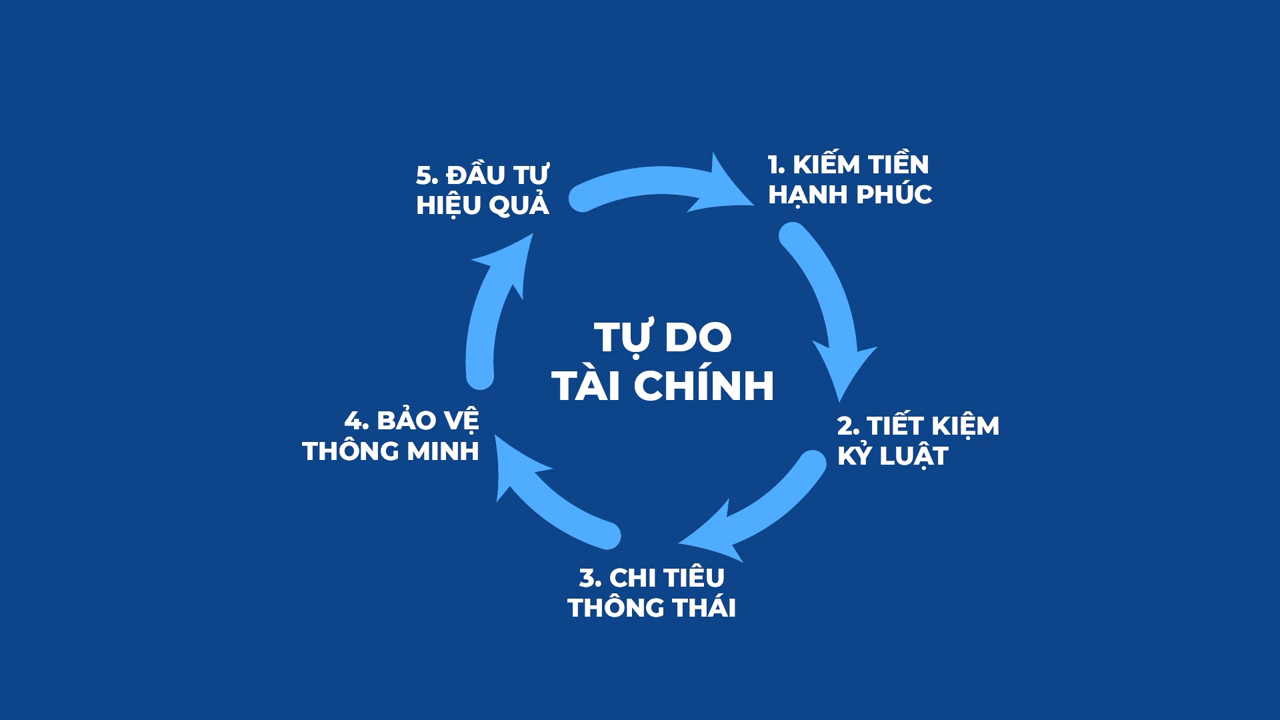 TỰ DO
TÀI CHÍNH
1. KIẾM TIỀN
HẠNH PHÚC
2. TIẾT KIỆM
KỶ LUẬT
3. CHI TIÊU
THÔNG THÁI
4. BẢO VỆ
THÔNG MINH
5. ĐẦU TƯ
HIỆU QUẢ